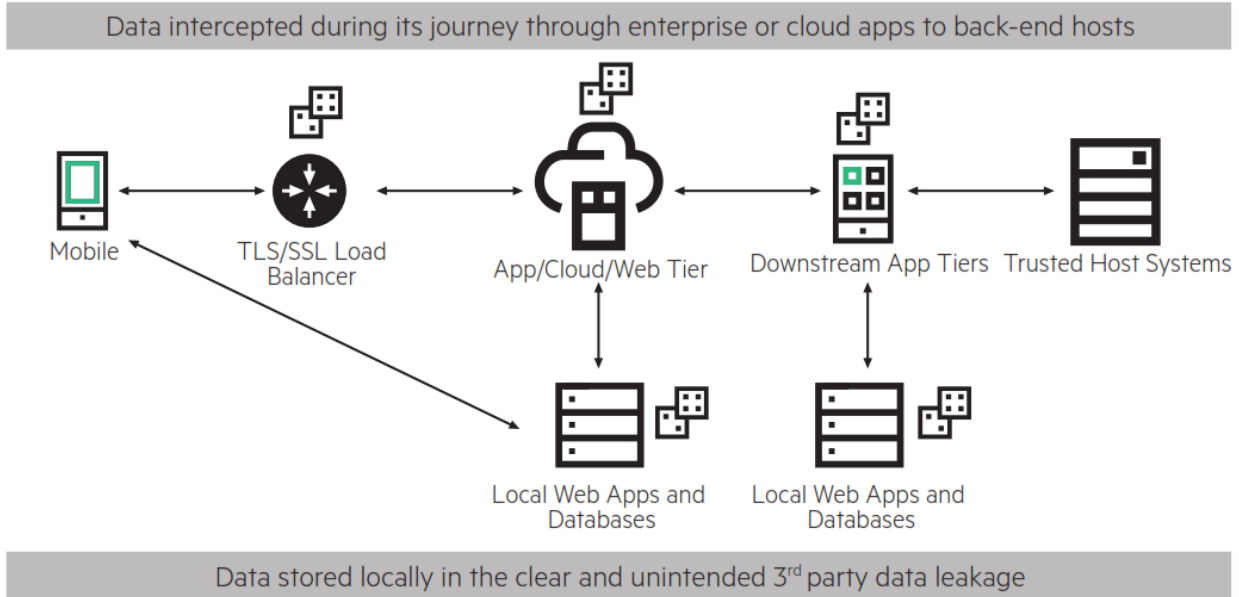 Data intercepted during its journey through enterprise or cloud apps to back-end hosts
Mobile
TLS/SSL Load
Balancer
App/Cloud/Web Tier
Downstream App Tiers
Trusted Host Systems
Local Web Apps and
Databases
Local Web Apps and
Databases
Data stored locally in the clear and unintended 3rd party data leakage